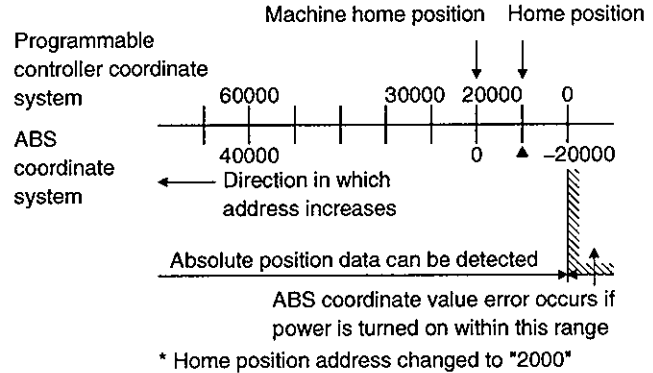 Machine home position Home position
Programmable
controller coordinate
system
60000 30000 20000 0
ABS
coordinate
system
40000 0 −20000
Direction in which
address increases
Absolute position data can be detected
ABS coordinate value error occurs if
power is turned on within this range
* Home position address changed to "2000"